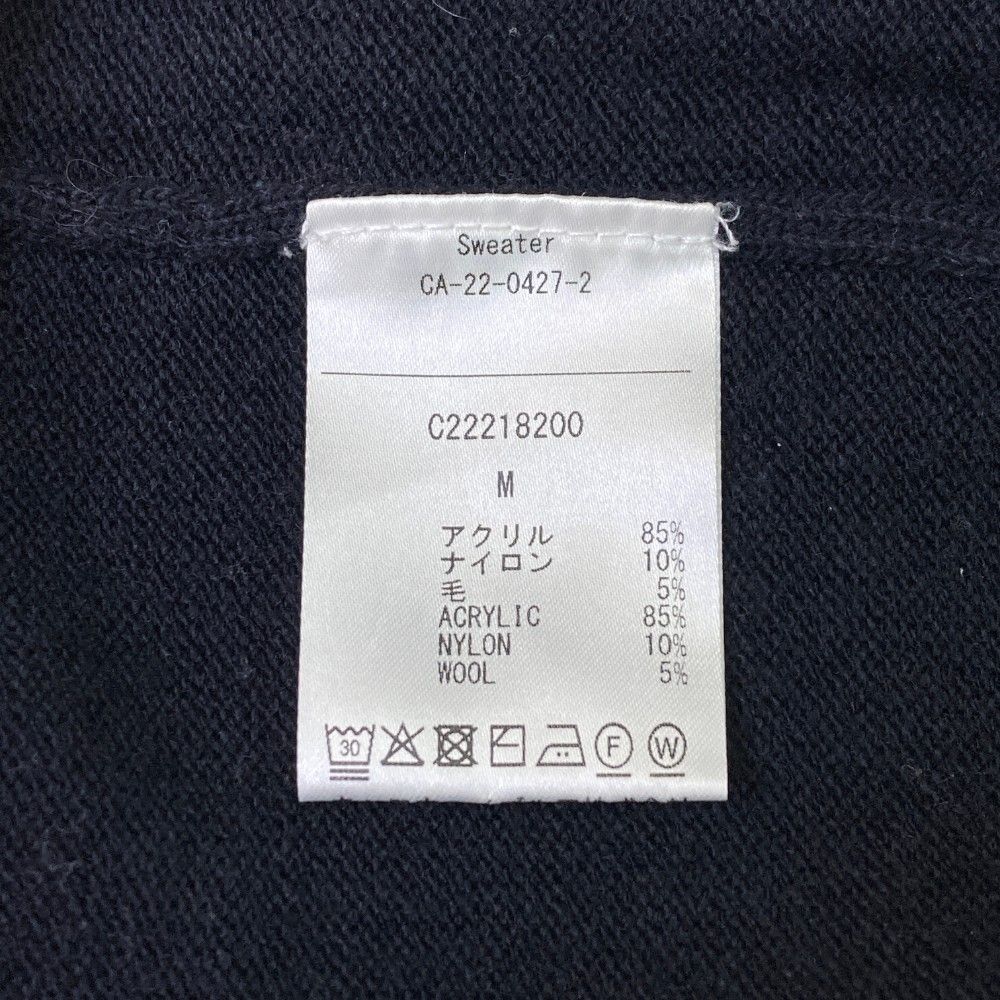 Sweater
CA-22-0427-2
C22218200
M
アクリル 85%
ナイロン 10%
毛 5%
ACRYLIC 85%
NYLON 10%
WOOL 5%
30 F W